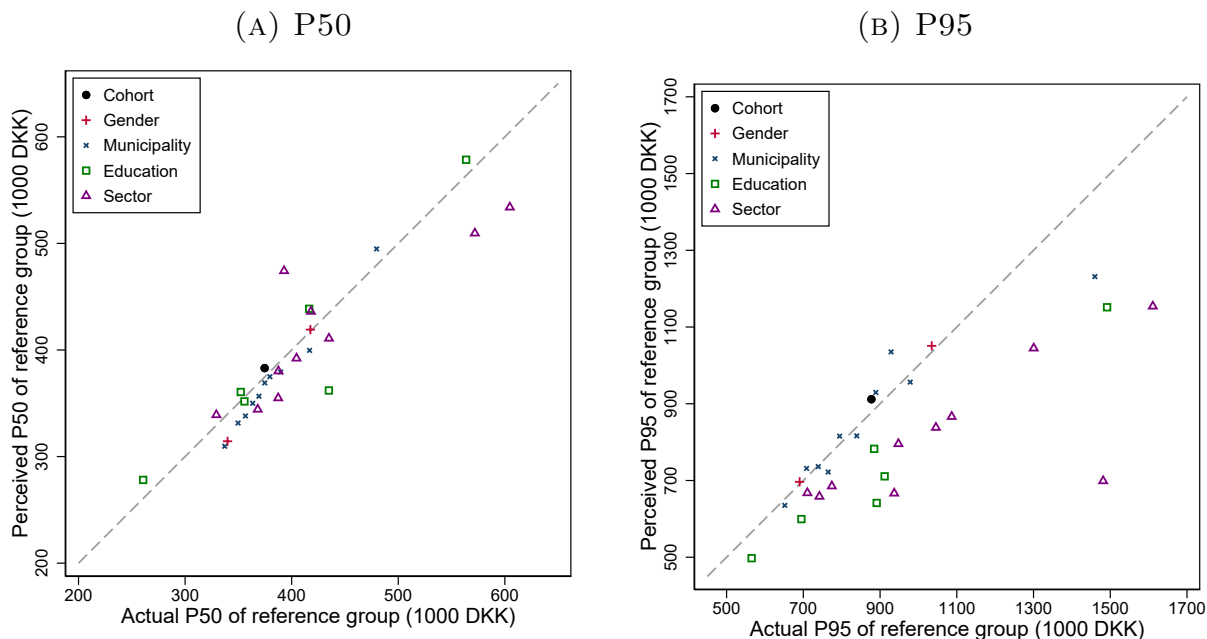 (A) P50
Perceived P50 of reference group (1000 DKK)
Cohort
Gender
Municipality
Education
Sector
600
500
400
300
200
200 300 400 500 600
Actual P50 of reference group (1000 DKK)
(B) P95
Perceived P95 of reference group (1000 DKK)
Cohort
Gender
Municipality
Education
Sector
1700
1500
1300
1100
900
700
500
500 700 900 1100 1300 1500 1700
Actual P95 of reference group (1000 DKK)